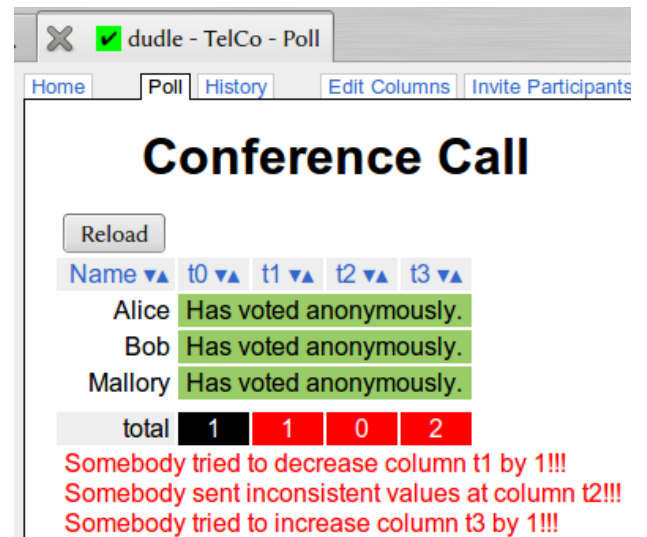 dudle - TelCo - Poll
Home Poll History Edit Columns Invite Participants
Conference Call
Reload
Name ▼▲ t0 ▼▲ t1 ▼▲ t2 ▼▲ t3 ▼▲
Alice Has voted anonymously.
Bob Has voted anonymously.
Mallory Has voted anonymously.
total 1 1 0 2
Somebody tried to decrease column t1 by 1!!!
Somebody sent inconsistent values at column t2!!!
Somebody tried to increase column t3 by 1!!!